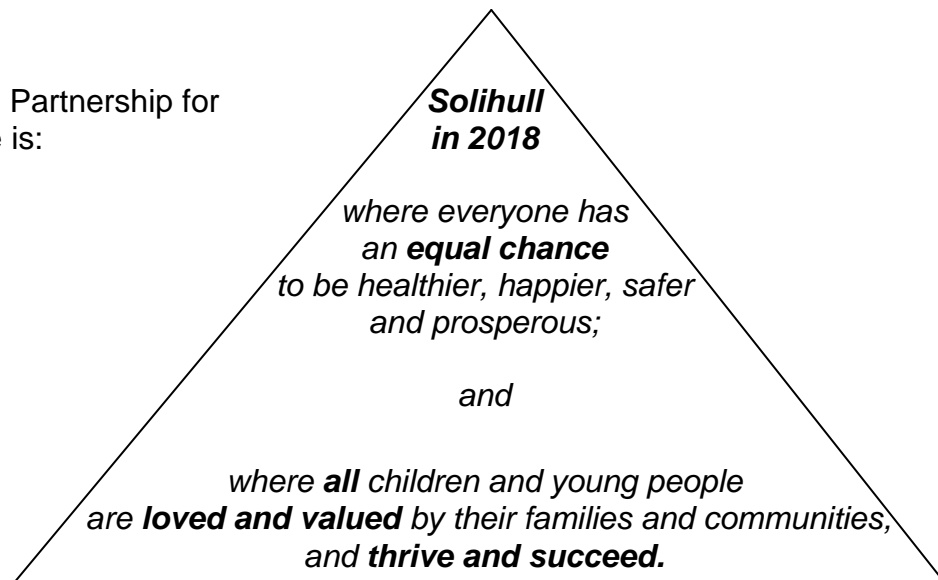 Partnership for
is:
Solihull
in 2018
where everyone has
an equal chance
to be healthier, happier, safer
and prosperous;
and
where all children and young people
are loved and valued by their families and communities,
and thrive and succeed.